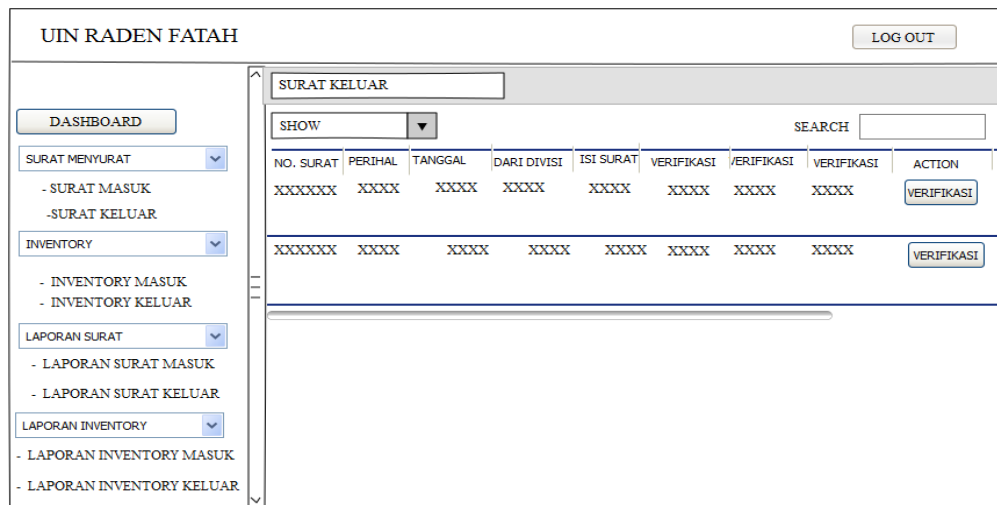 UIN RADEN FATAH
LOG OUT
SURAT KELUAR
DASHBOARD
SHOW
SEARCH
SURAT MENYURAT
NO. SURAT PERIHAL TANGGAL DARI DIVISI ISI SURAT VERIFIKASI VERIFIKASI VERIFIKASI ACTION
- SURAT MASUK
XXXXXX XXXX XXXX XXXX XXXX XXXX XXXX XXXX VERIFIKASI
-SURAT KELUAR
INVENTORY
XXXXXX XXXX XXXX XXXX XXXX XXXX XXXX XXXX VERIFIKASI
- INVENTORY MASUK
- INVENTORY KELUAR
LAPORAN SURAT
- LAPORAN SURAT MASUK
- LAPORAN SURAT KELUAR
LAPORAN INVENTORY
- LAPORAN INVENTORY MASUK
- LAPORAN INVENTORY KELUAR